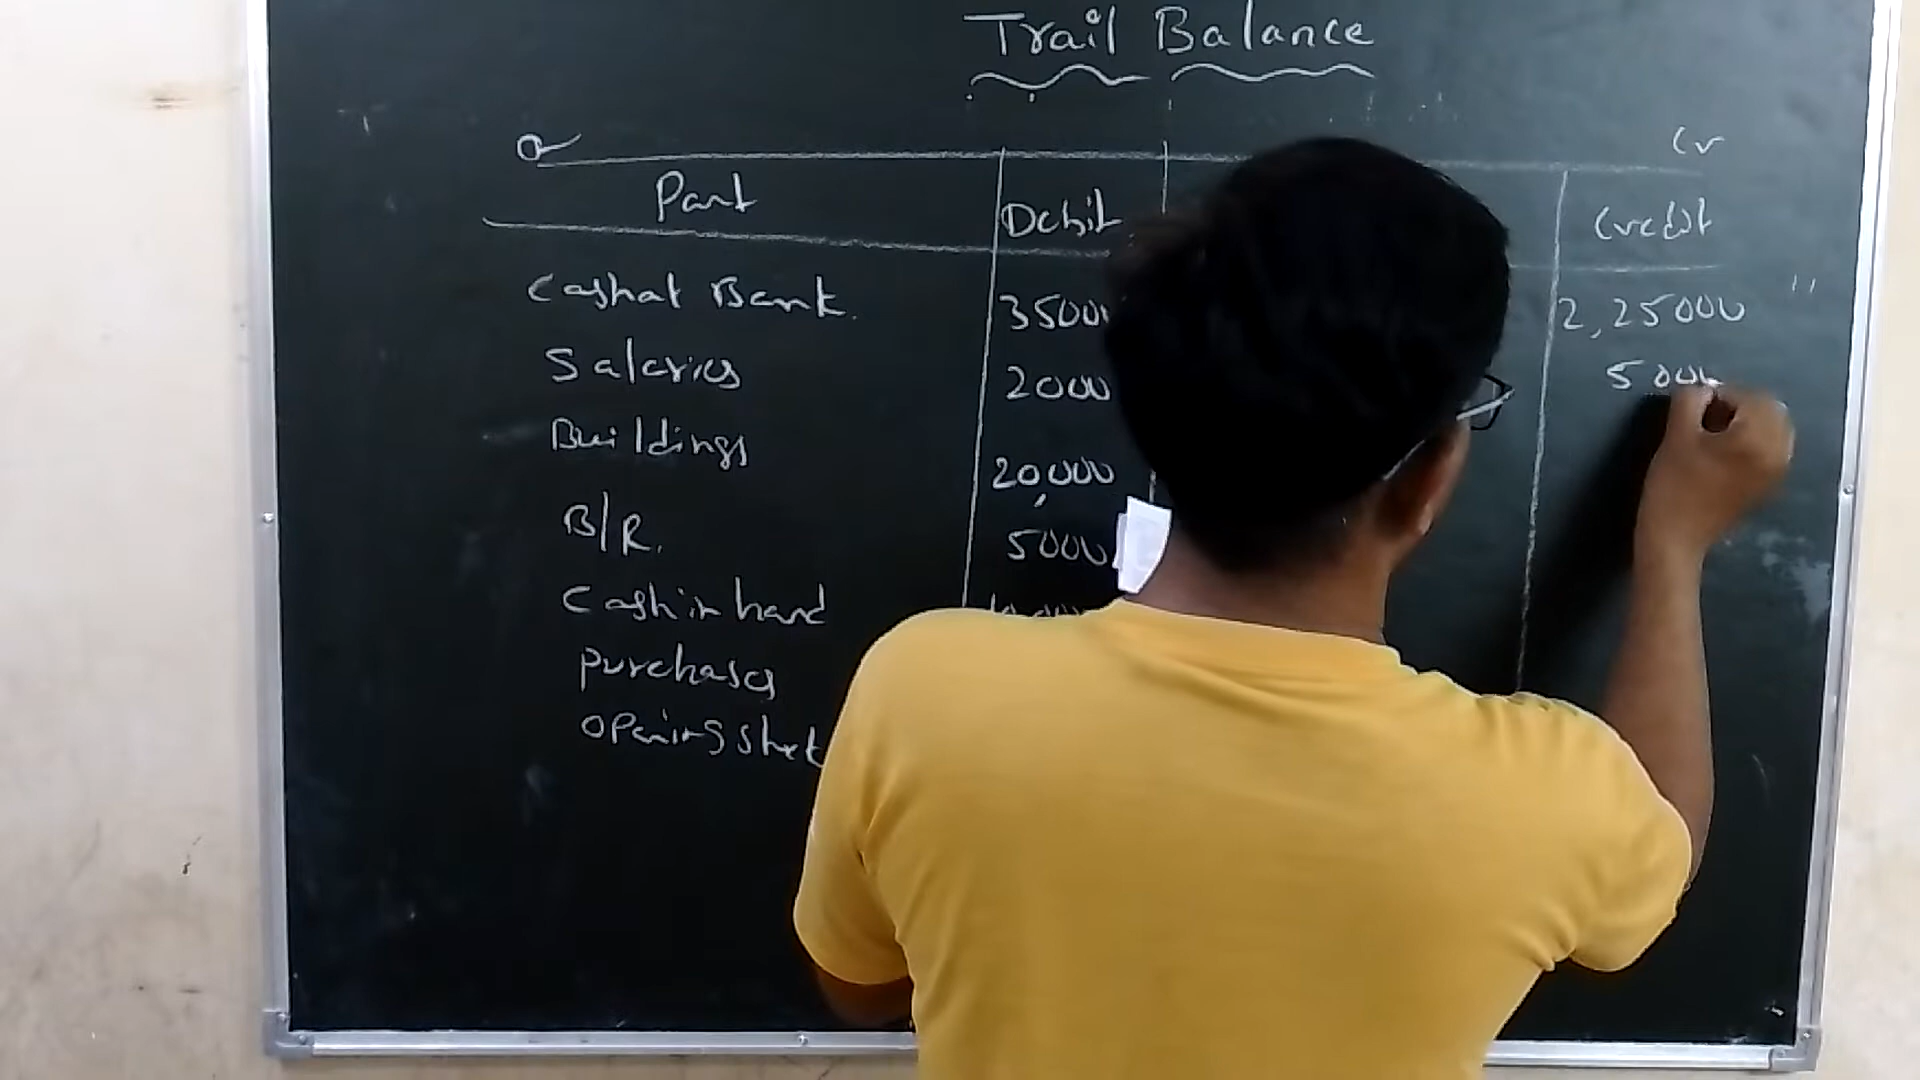 Trail Balance
Cr
Part Debit Credit
Cash at Bank. 35000 2,25000
Salaries 2000 5000
Buildings 20,000
B/R. 5000
Cash in hand
purchases
opening stock